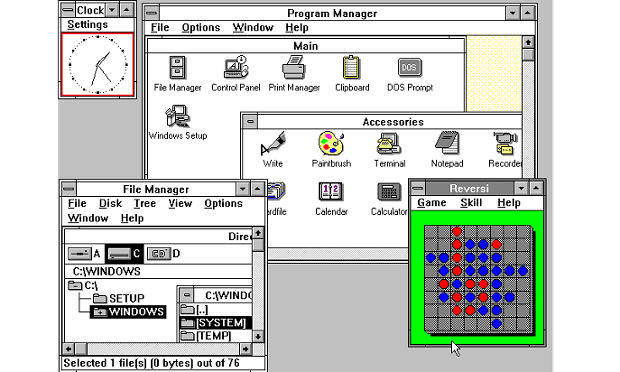 Clock
Settings
Program Manager
File Options Window Help
Main
File Manager Control Panel Print Manager Clipboard DOS Prompt
DOS
Windows Setup
Accessories
Write Paintbrush Terminal Notepad Recorder
ardfile Calendar Calculator
File Manager
File Disk Tree View Options
Window Help
Direc
A C D
C:\WINDOWS
C:\
SETUP
WINDOWS
C:\WINDO
[..]
[SYSTEM]
[TEMP]
Selected 1 file(s) (0 bytes) out of 76
Reversi
Game Skill Help